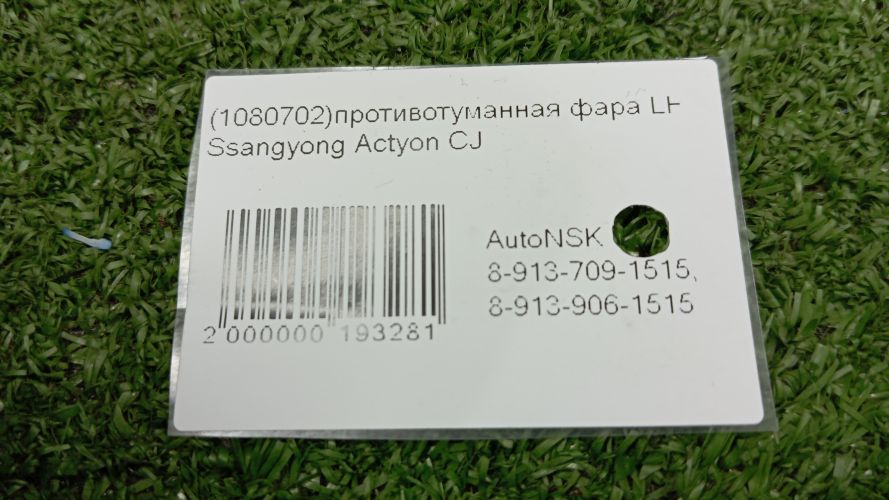 (1080702)противотуманная фара LH
Ssangyong Actyon CJ
AutoNSK
8-913-709-1515,
8-913-906-1515
2 000000 193281